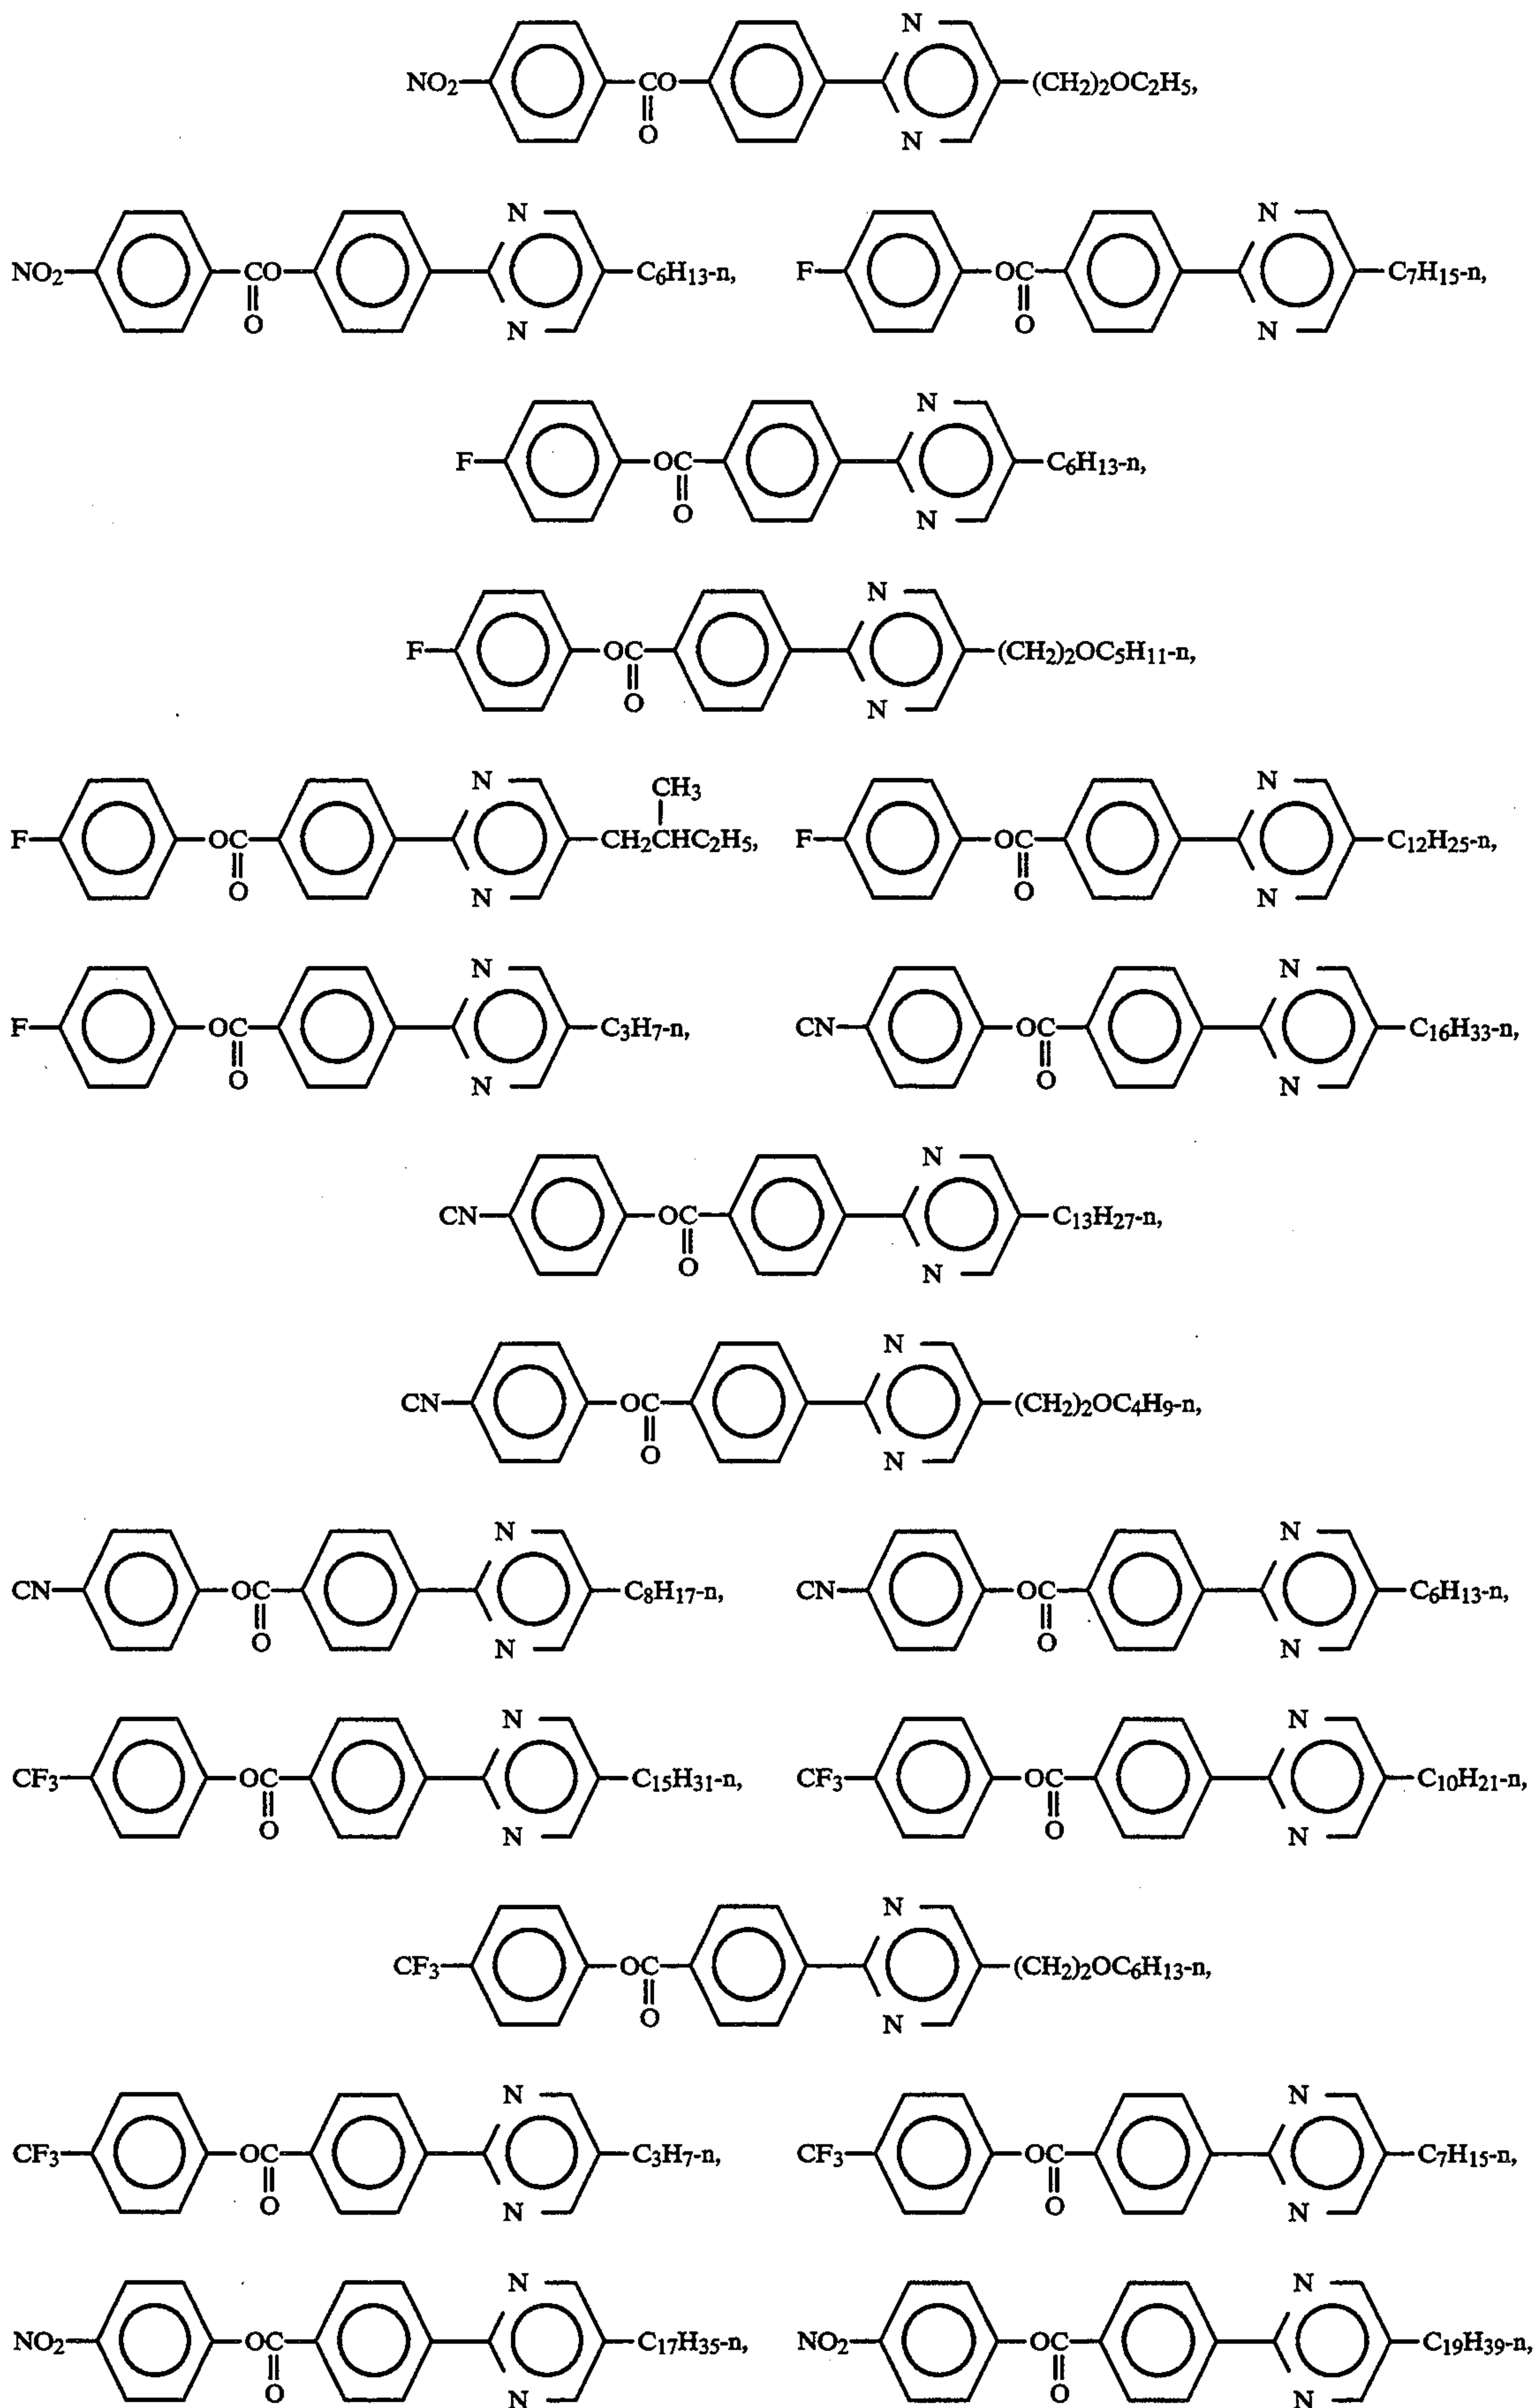 N
NO2 CO (CH2)2OC2H5,
O N
N N
NO2 CO C6H13-n, F OC C7H15-n,
O N O N
N
F OC C6H13-n,
O N
N
F OC (CH2)2OC5H11-n,
O N
N CH3 N
F OC CH2CHC2H5, F OC C12H25-n,
O N O N
N N
F OC C3H7-n, CN OC C16H33-n,
O N O N
N
CN OC C13H27-n,
O N
N
CN OC (CH2)2OC4H9-n,
O N
N N
CN OC C8H17-n, CN OC C6H13-n,
O N O N
N N
CF3 OC C15H31-n, CF3 OC C10H21-n,
O N O N
N
CF3 OC (CH2)2OC6H13-n,
O N
N N
CF3 OC C3H7-n, CF3 OC C7H15-n,
O N O N
N N
NO2 OC C17H35-n, NO2 OC C19H39-n,
O N O N